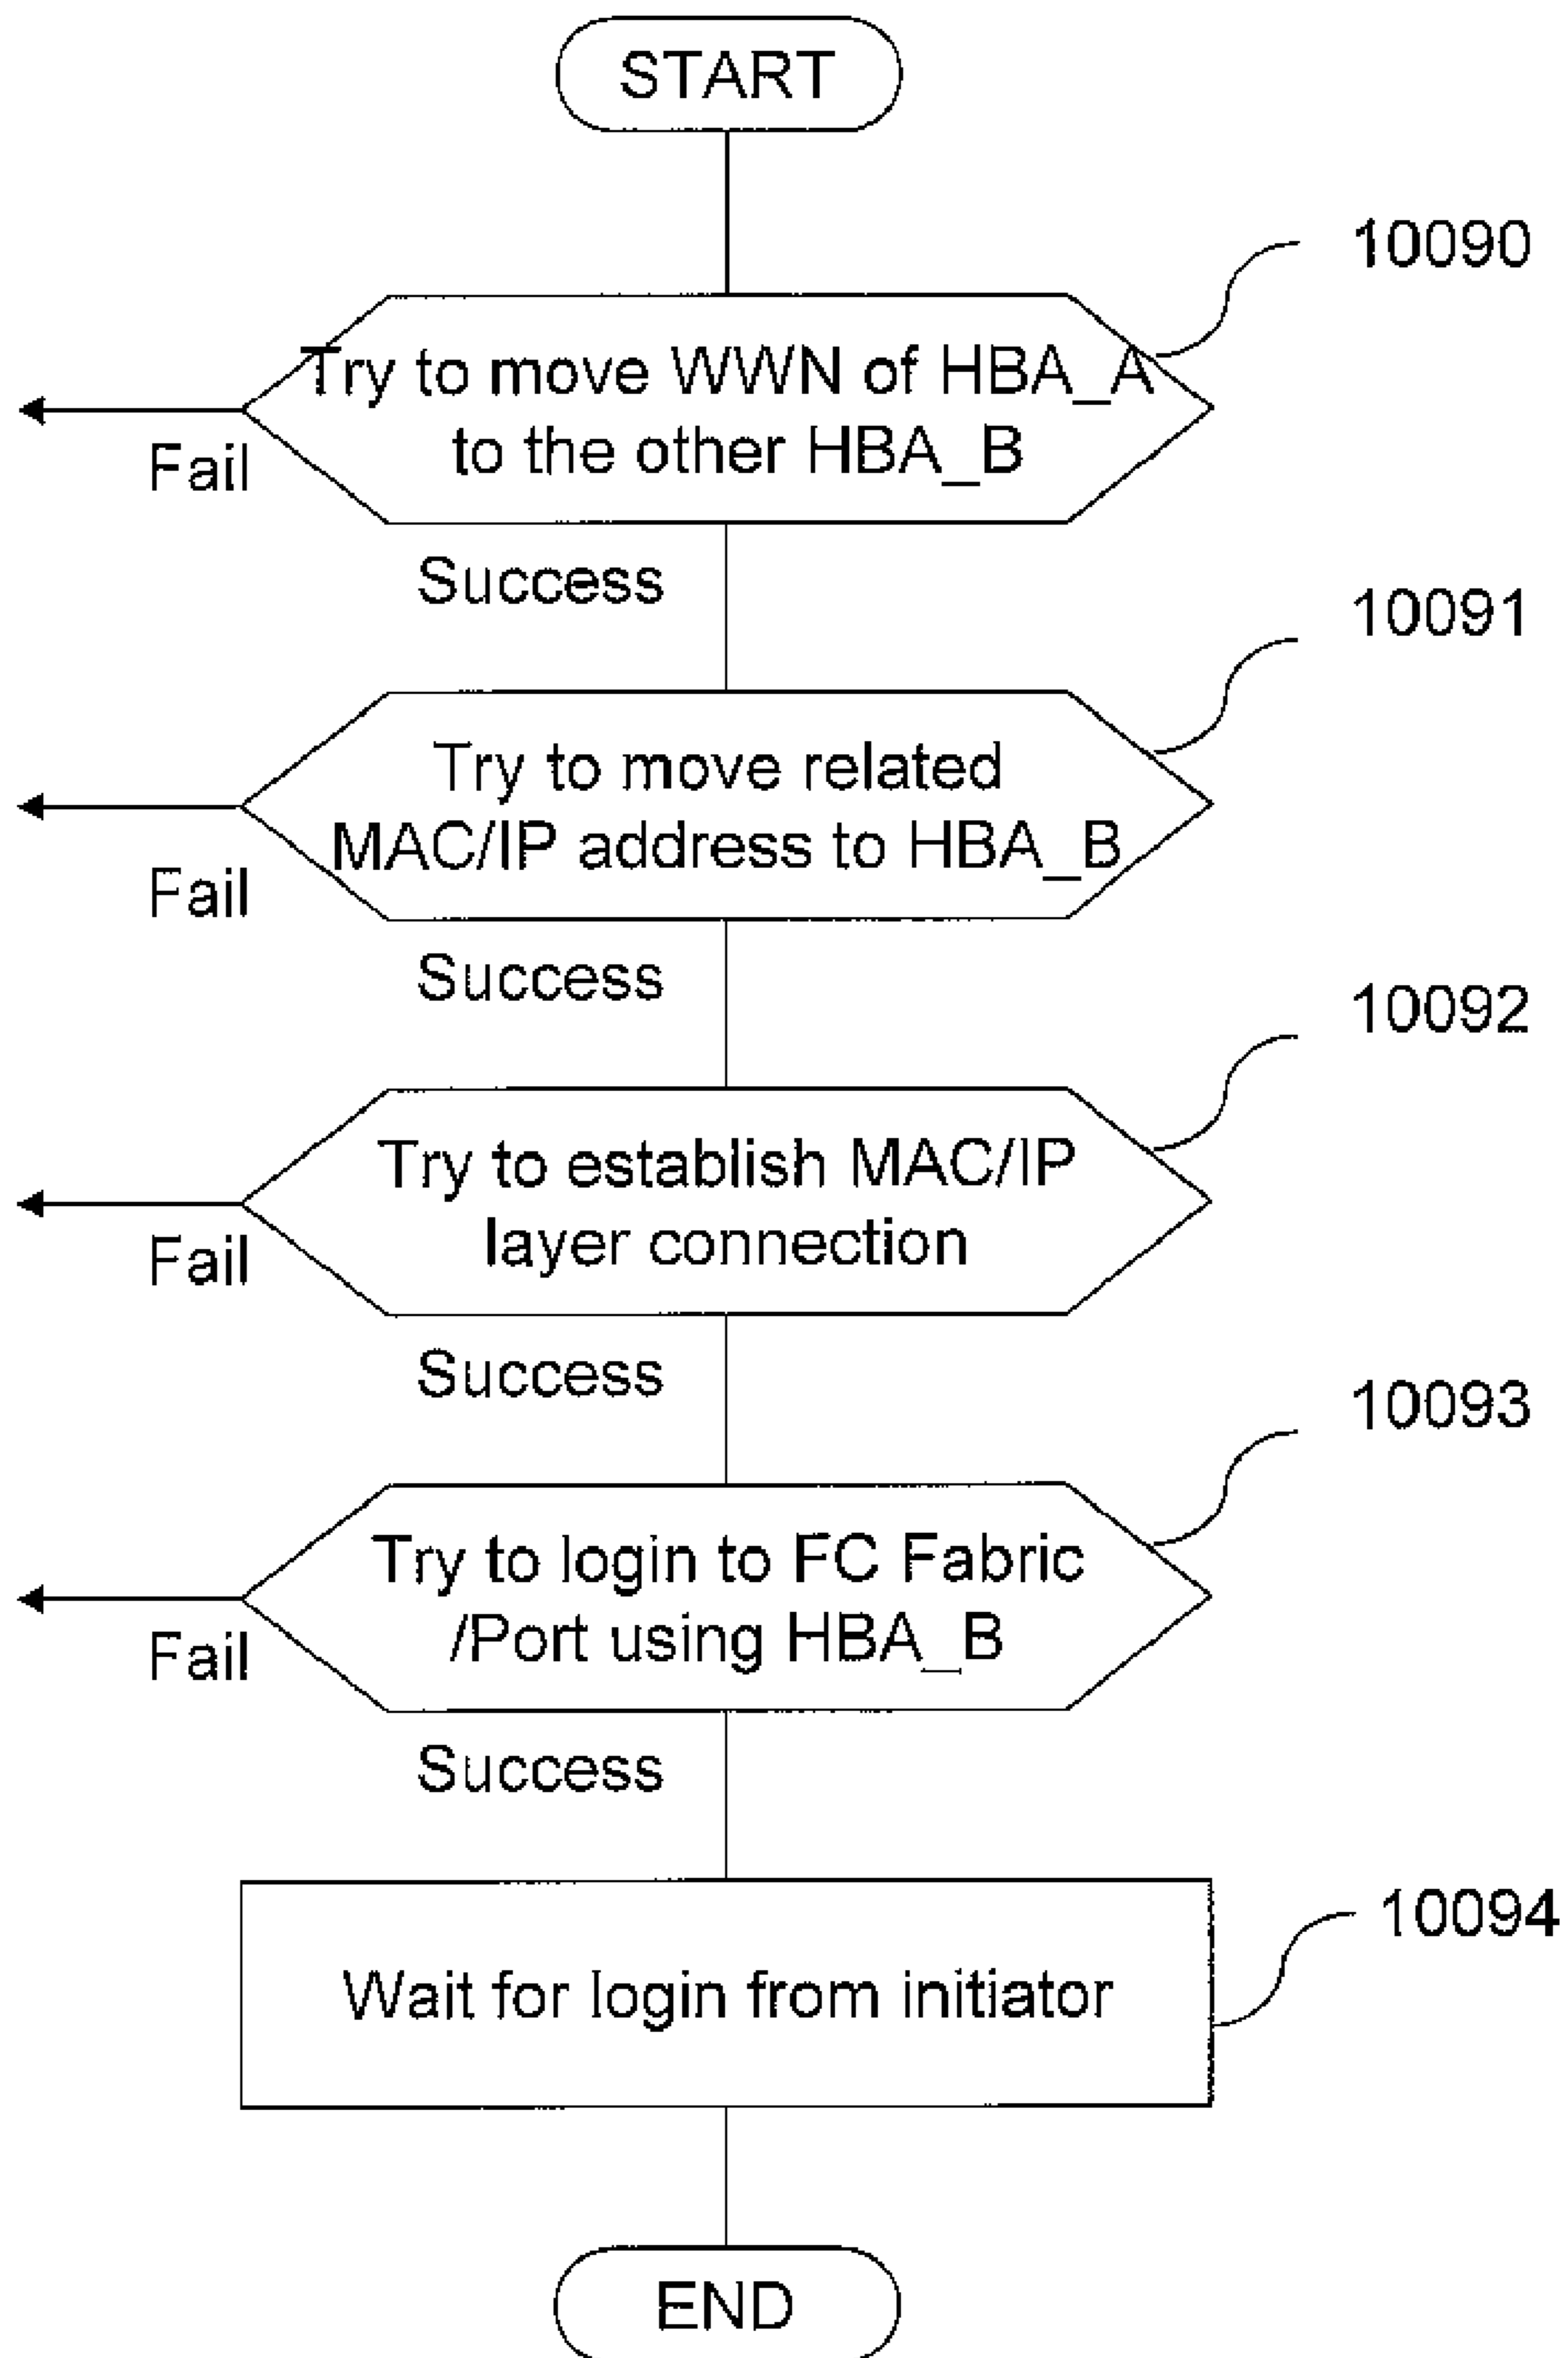 START
10090
Try to move WWN of HBA_A
to the other HBA_B
Fail
Success
10091
Try to move related
MAC/IP address to HBA_B
Fail
Success
10092
Try to establish MAC/IP
layer connection
Fail
Success
10093
Try to login to FC Fabric
/Port using HBA_B
Fail
Success
10094
Wait for login from initiator
END